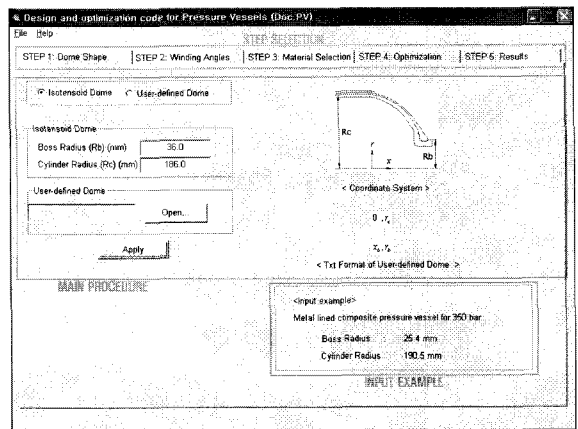 Design and optimization code for Pressure Vessels (Doc.PV)
File Help
STEP SELECTION
STEP 1: Dome Shape STEP 2: Winding Angles STEP 3: Material Selection STEP 4: Optimization STEP 5: Results
Isotensoid Dome User-defined Dome
Isotensoid Dome
Boss Radius (Rb) (mm) 36.0
Cylinder Radius (Rc) (mm) 186.0
User-defined Dome
Open...
Apply
Rc
r
x
Rb
< Coordinate System >
0 , rc
xb, rb
< Txt Format of User-defined Dome >
MAIN PROCEDURE
<Input example>
Metal lined composite pressure vessel for 350 bar
Boss Radius 25.4 mm
Cylinder Radius 190.5 mm
INPUT EXAMPLE